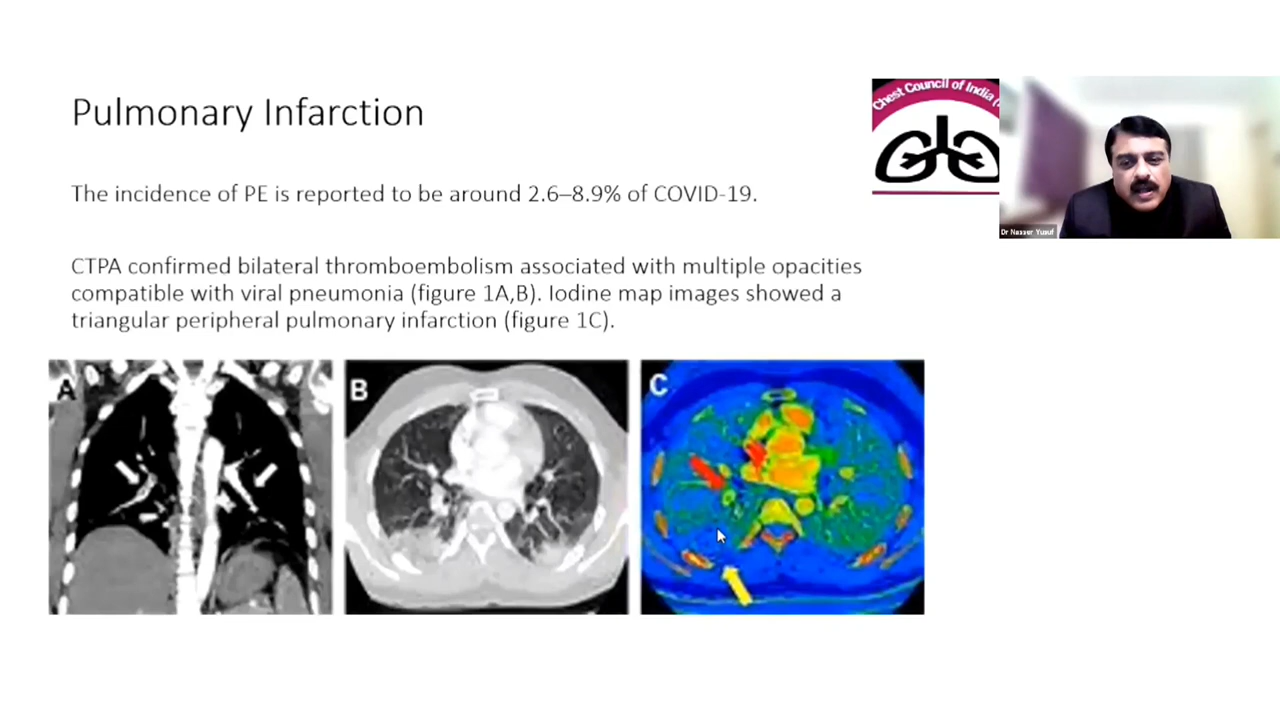 Pulmonary Infarction
Chest Council of India (
The incidence of PE is reported to be around 2.6–8.9% of COVID-19.
Dr Nasser Yusuf
CTPA confirmed bilateral thromboembolism associated with multiple opacities
compatible with viral pneumonia (figure 1A,B). Iodine map images showed a
triangular peripheral pulmonary infarction (figure 1C).
A
B
C